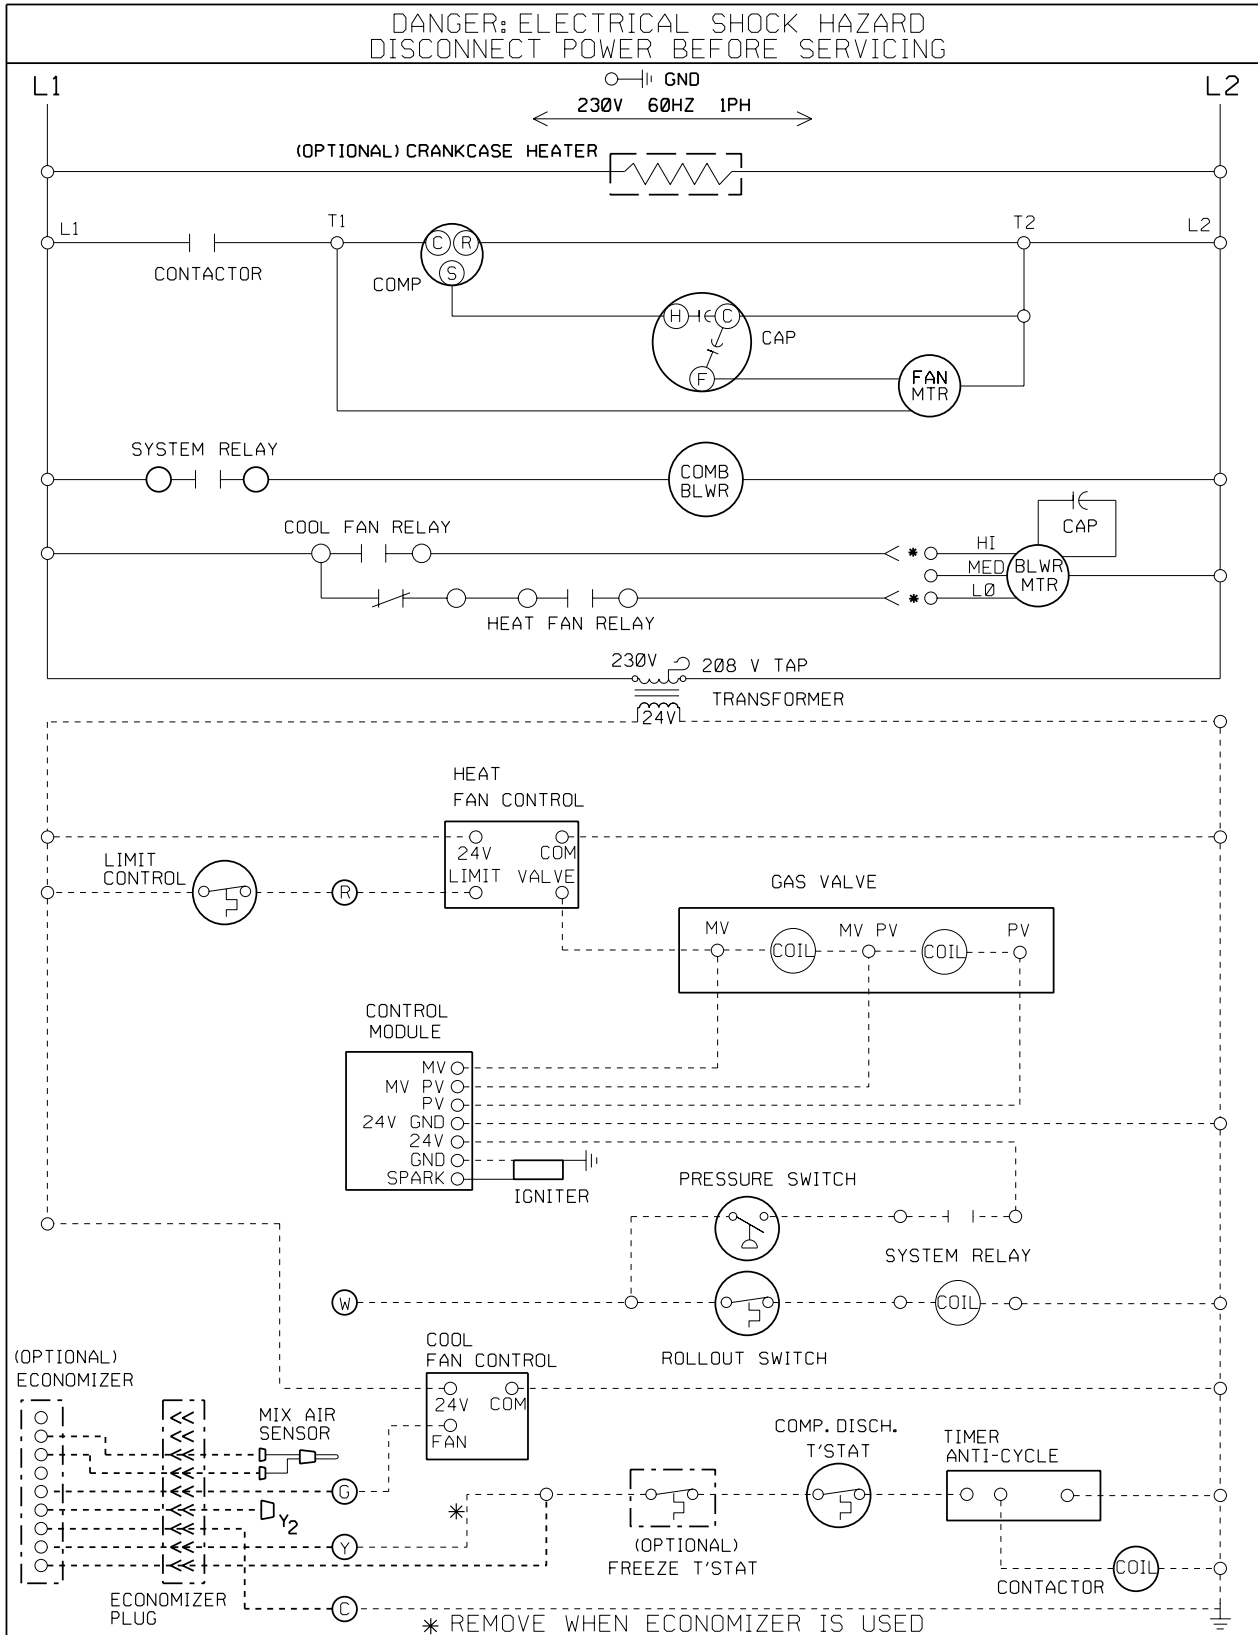 DANGER: ELECTRICAL SHOCK HAZARD
DISCONNECT POWER BEFORE SERVICING
L1
GND
L2
230V 60HZ 1PH
(OPTIONAL) CRANKCASE HEATER
L1
T1
T2
L2
C R
S
CONTACTOR
COMP
H C
CAP
F
FAN
MTR
SYSTEM RELAY
COMB
BLWR
CAP
COOL FAN RELAY
* HI
MED
BLWR
MTR
* LØ
HEAT FAN RELAY
230V
208 V TAP
TRANSFORMER
24V
HEAT
FAN CONTROL
24V COM
LIMIT VALVE
LIMIT
CONTROL
R
GAS VALVE
MV MV PV PV
COIL COIL
CONTROL
MODULE
MV
MV PV
PV
24V GND
24V
GND
SPARK
IGNITER
PRESSURE SWITCH
SYSTEM RELAY
W
COIL
ROLLOUT SWITCH
COOL
FAN CONTROL
24V COM
FAN
(OPTIONAL)
ECONOMIZER
MIX AIR
SENSOR
COMP. DISCH.
T'STAT
TIMER
ANTI-CYCLE
G
Y2
*
Y
(OPTIONAL)
FREEZE T'STAT
COIL
CONTACTOR
ECONOMIZER
PLUG
C
* REMOVE WHEN ECONOMIZER IS USED